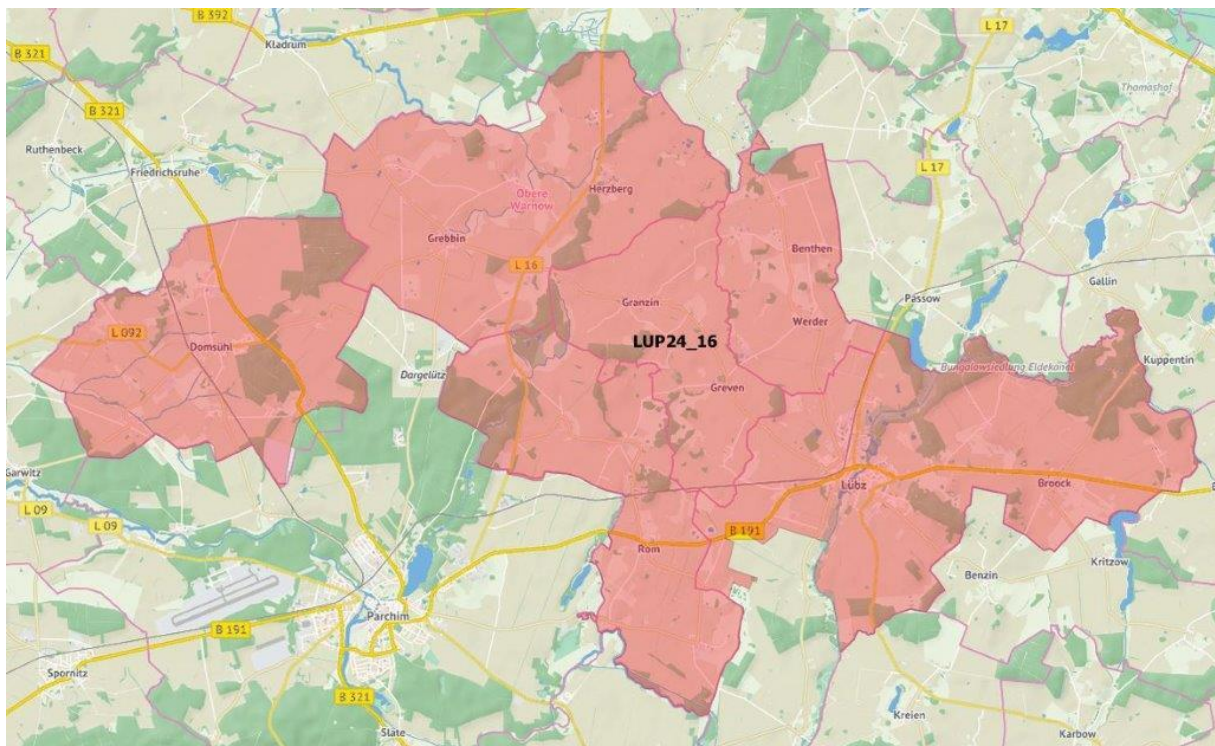 B 392
L 17
Kladrum
B 321
Thomashof
B 321
Ruthenbeck
Friedrichsruhe
L 17
Herzberg
Obere
Warnow
Grebbin
Benthen
L 16
Gallin
Granzin
Passow
Werder
L 092
Domsühl
LUP24_16
Kuppentin
Bungalowsiedlung Eldekanal
Dargelütz
Greven
Garwitz
Lübz
Broock
L 09
L 09
B 191
Rom
Kritzow
Benzin
Parchim
B 191
Spornitz
B 321
Kreien
Slate
Karbow